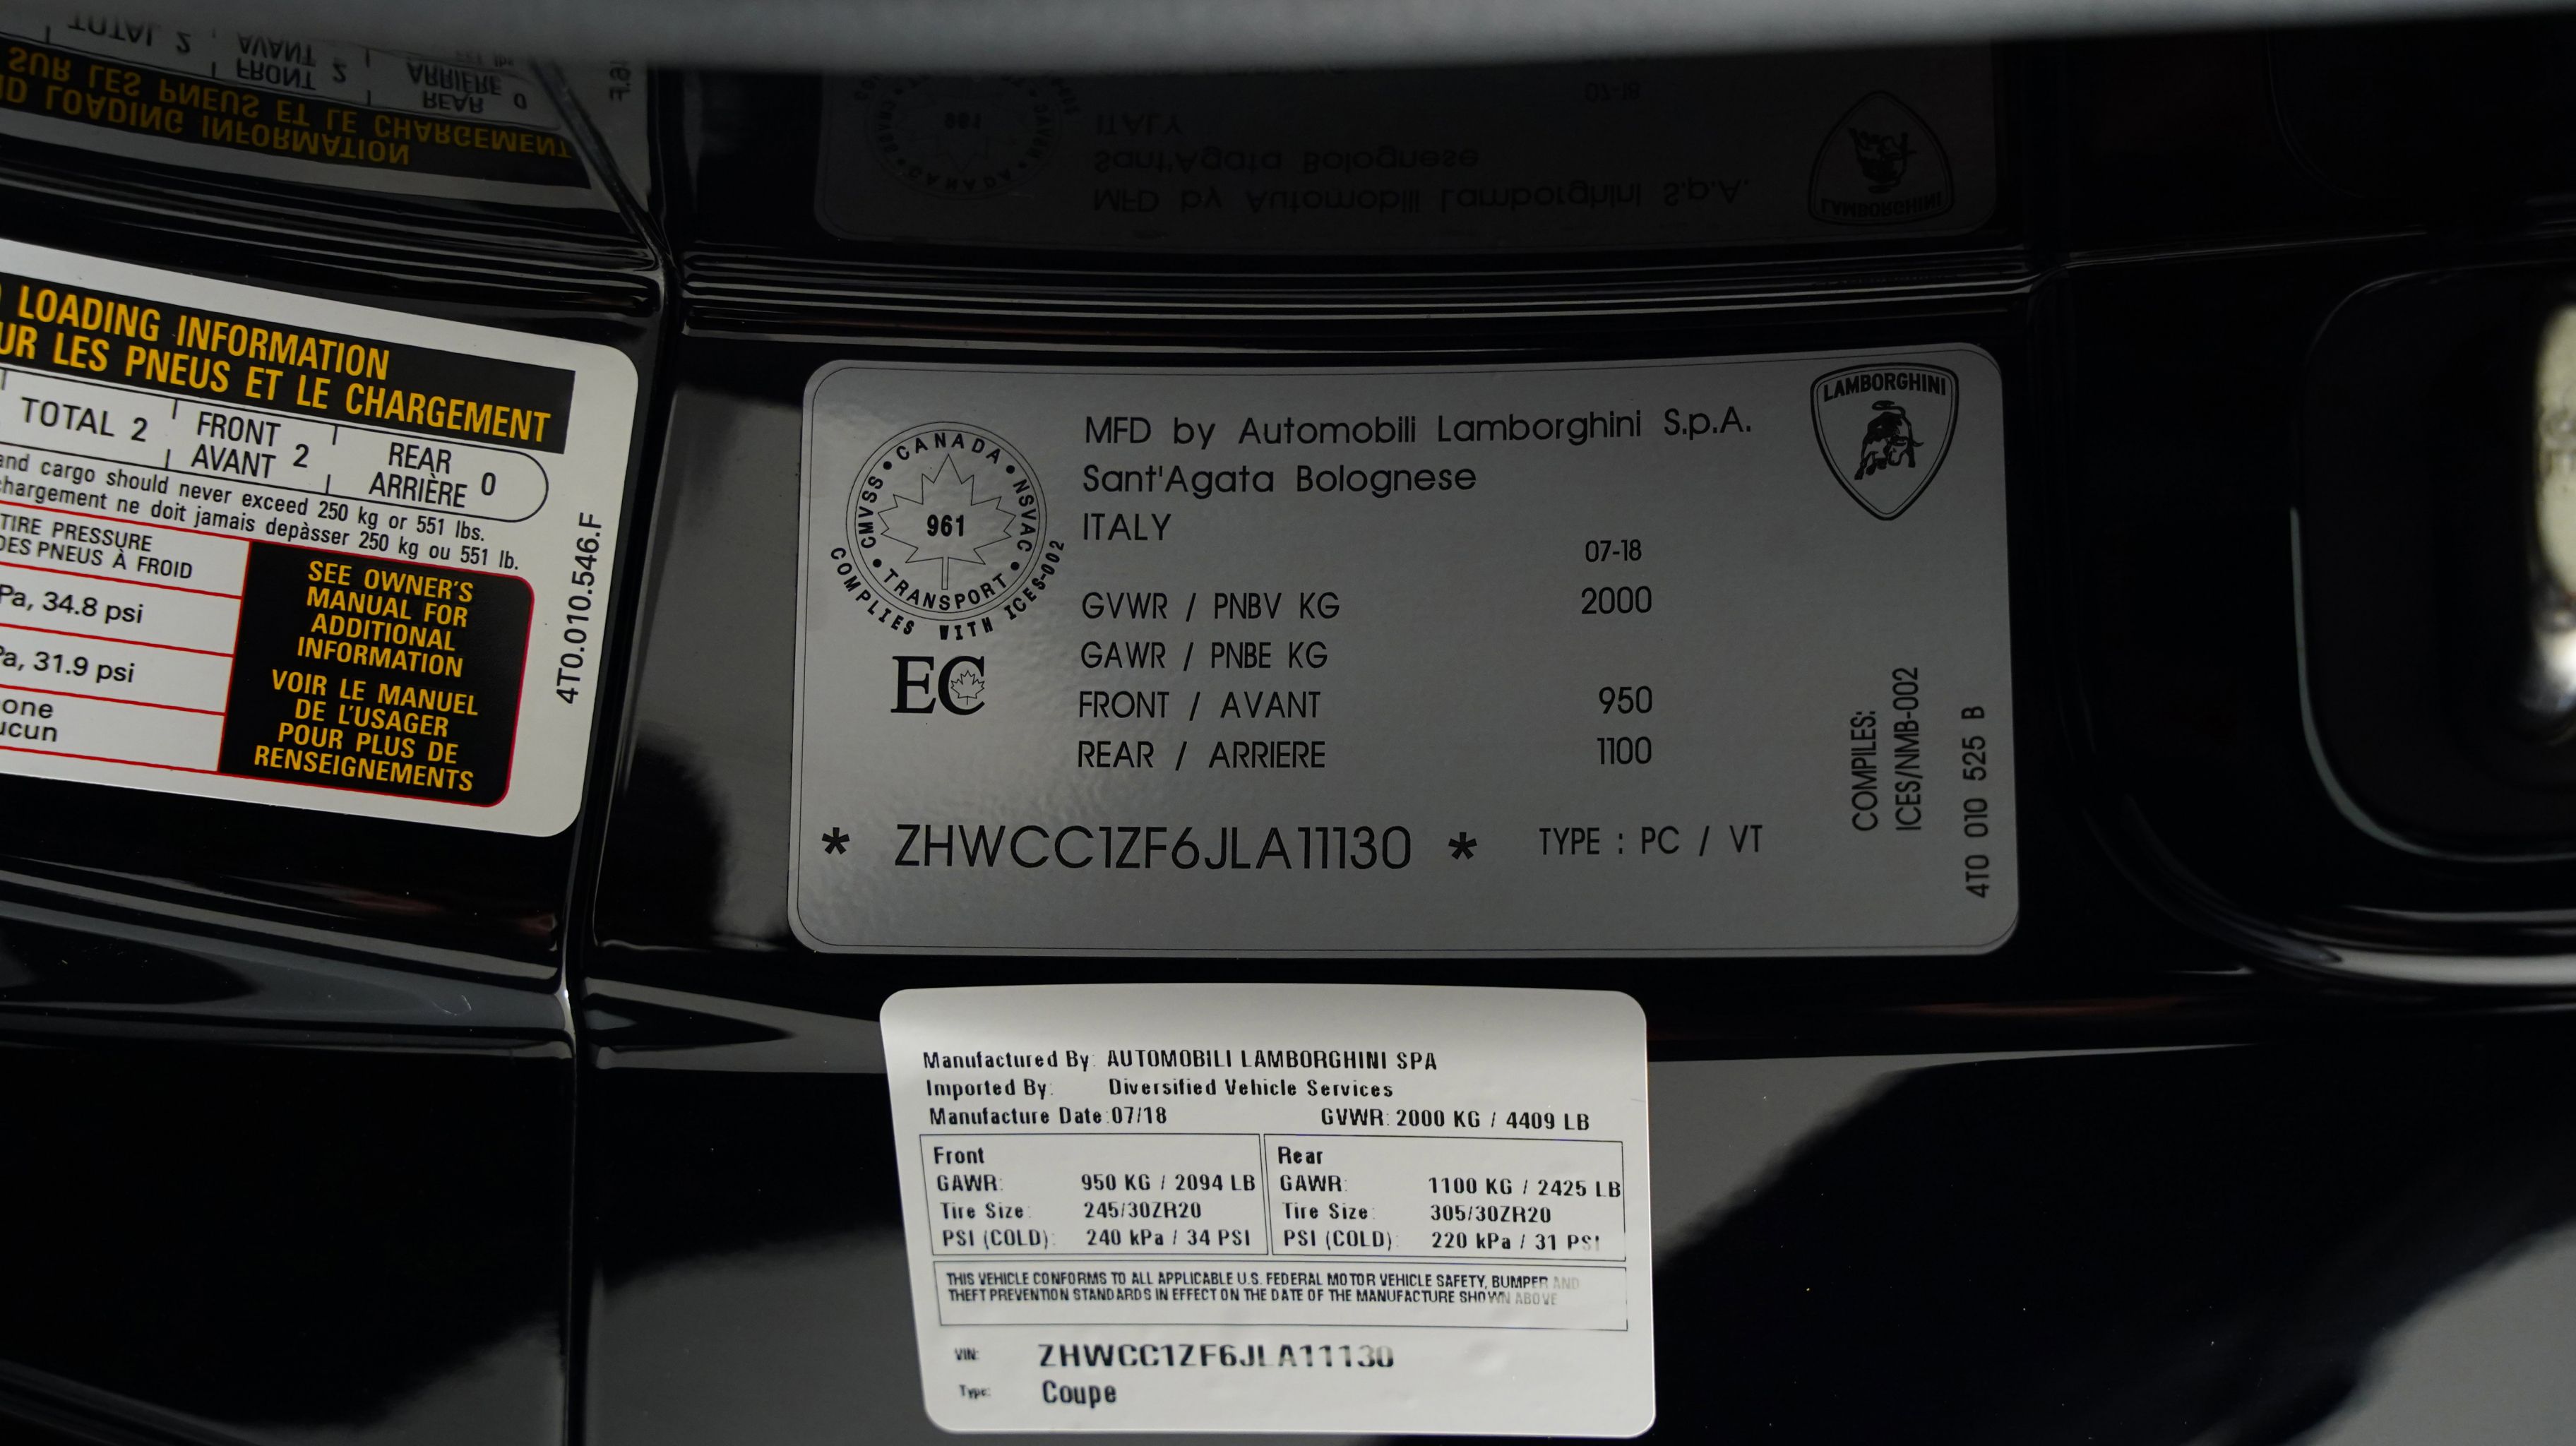 LOADING INFORMATION
UR LES PNEUS ET LE CHARGEMENT
TOTAL 2
FRONT
AVANT 2
REAR
ARRIÈRE 0
and cargo should never exceed 250 kg or 551 lbs.
chargement ne doit jamais depàsser 250 kg ou 551 lb.
TIRE PRESSURE
DES PNEUS À FROID
Pa, 34.8 psi
Pa, 31.9 psi
one
ucun
SEE OWNER'S
MANUAL FOR
ADDITIONAL
INFORMATION
VOIR LE MANUEL
DE L'USAGER
POUR PLUS DE
RENSEIGNEMENTS
4T0.010.546.F
CANADA • NSVAC • TRANSPORT • CMVSS •
961
COMPLIES WITH ICES-002
EC
MFD by Automobili Lamborghini S.p.A.
Sant'Agata Bolognese
ITALY
07-18
GVWR / PNBV KG 2000
GAWR / PNBE KG
FRONT / AVANT 950
REAR / ARRIERE 1100
* ZHWCC1ZF6JLA11130 * TYPE : PC / VT
LAMBORGHINI
COMPILES:
ICES/NMB-002
4T0 010 525 B
Manufactured By: AUTOMOBILI LAMBORGHINI SPA
Imported By: Diversified Vehicle Services
Manufacture Date:07/18 GVWR: 2000 KG / 4409 LB
Front
GAWR: 950 KG / 2094 LB
Tire Size: 245/30ZR20
PSI (COLD): 240 kPa / 34 PSI
Rear
GAWR: 1100 KG / 2425 LB
Tire Size: 305/30ZR20
PSI (COLD): 220 kPa / 31 PSI
THIS VEHICLE CONFORMS TO ALL APPLICABLE U.S. FEDERAL MOTOR VEHICLE SAFETY, BUMPER AND
THEFT PREVENTION STANDARDS IN EFFECT ON THE DATE OF THE MANUFACTURE SHOWN ABOVE
VIN: ZHWCC1ZF6JLA11130
Type: Coupe